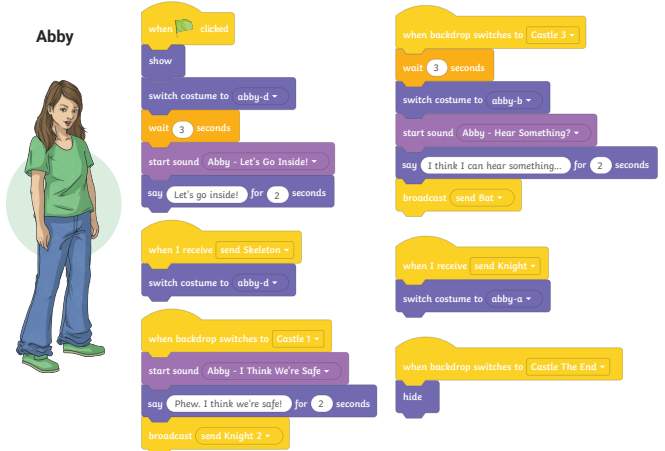 Abby
when clicked
show
switch costume to abby-d
wait 3 seconds
start sound Abby - Let's Go Inside!
say Let's go inside! for 2 seconds
when I receive send Skeleton
switch costume to abby-d
when backdrop switches to Castle 1
start sound Abby - I Think We're Safe
say Phew. I think we're safe! for 2 seconds
broadcast send Knight 2
when backdrop switches to Castle 3
wait 3 seconds
switch costume to abby-b
start sound Abby - Hear Something?
say I think I can hear something... for 2 seconds
broadcast send Bat
when I receive send Knight
switch costume to abby-a
when backdrop switches to Castle The End
hide